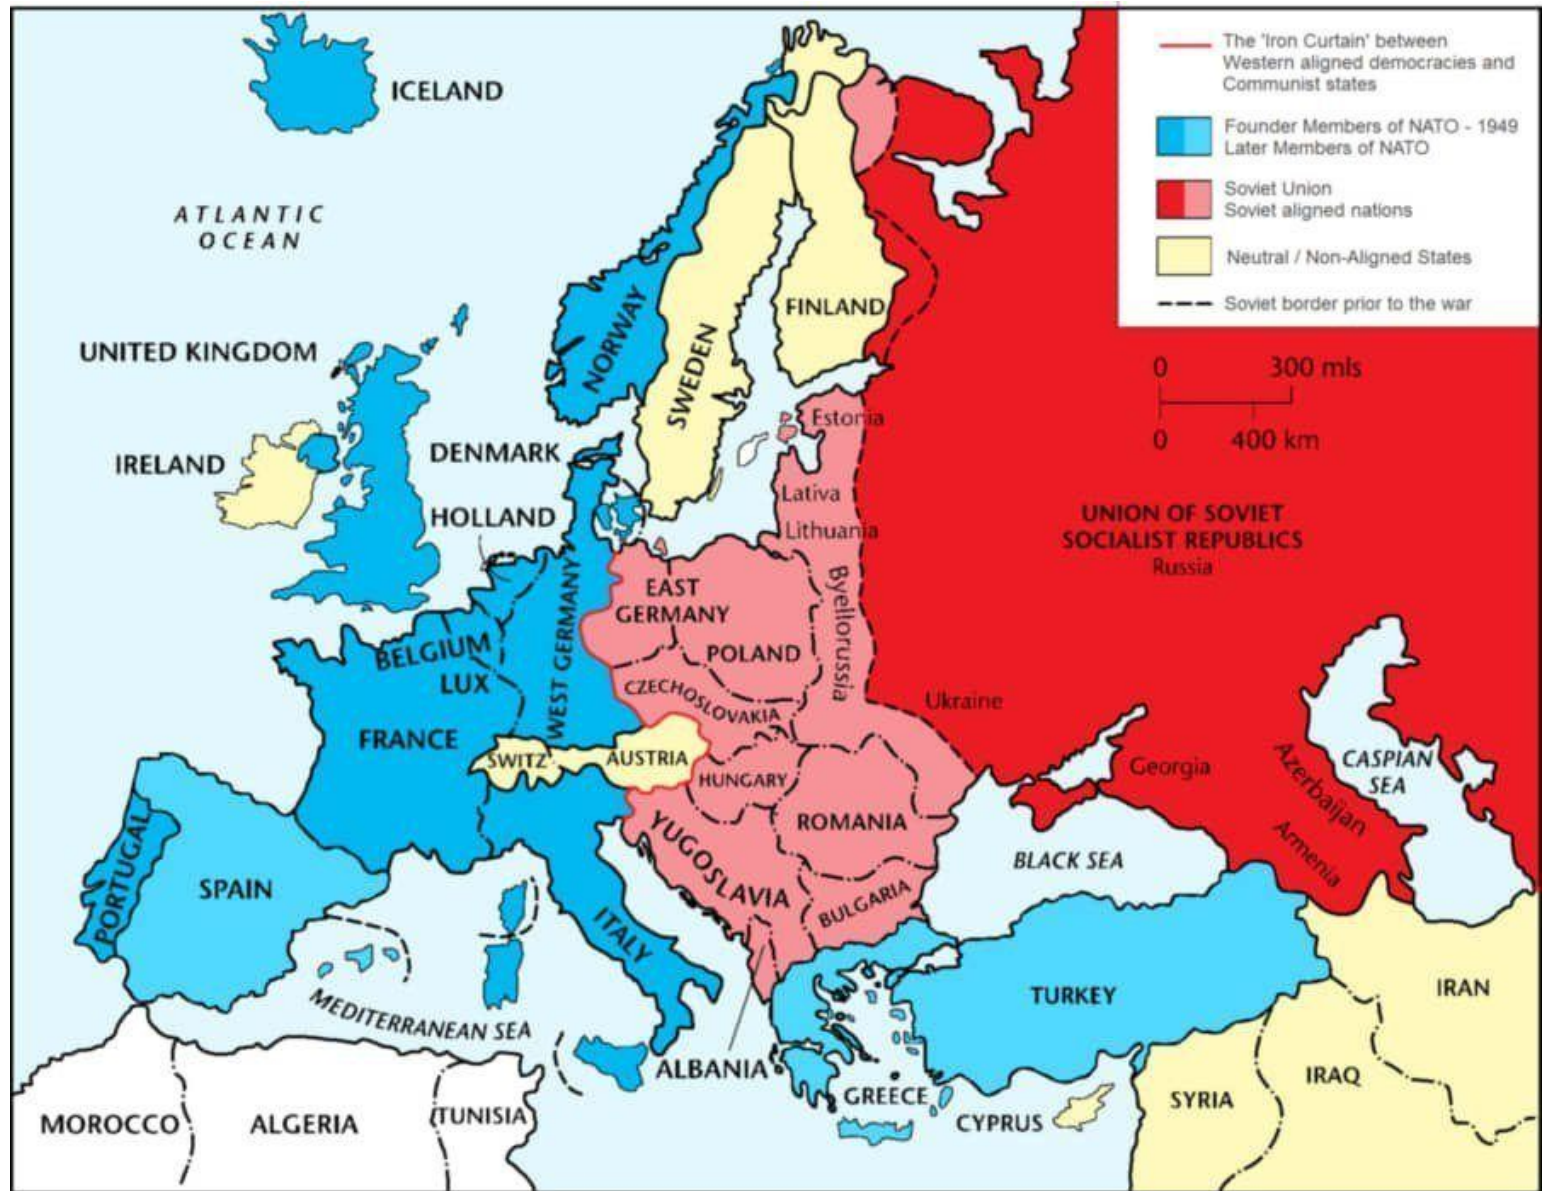 The 'Iron Curtain' between
Western aligned democracies and
Communist states
Founder Members of NATO - 1949
Later Members of NATO
Soviet Union
Soviet aligned nations
Neutral / Non-Aligned States
Soviet border prior to the war
0 300 mls
0 400 km
ICELAND
ATLANTIC
OCEAN
UNITED KINGDOM
IRELAND
NORWAY
SWEDEN
FINLAND
DENMARK
HOLLAND
Estonia
Lativa
Lithuania
Byellorussia
UNION OF SOVIET
SOCIALIST REPUBLICS
Russia
EAST
GERMANY
WEST GERMANY
POLAND
BELGIUM
LUX
CZECHOSLOVAKIA
Ukraine
FRANCE
SWITZ
AUSTRIA
HUNGARY
ROMANIA
Georgia
Azerbaijan
Armenia
CASPIAN
SEA
BLACK SEA
YUGOSLAVIA
BULGARIA
PORTUGAL
SPAIN
ITALY
MEDITERRANEAN SEA
ALBANIA
GREECE
TURKEY
CYPRUS
SYRIA
IRAQ
IRAN
MOROCCO
ALGERIA
TUNISIA